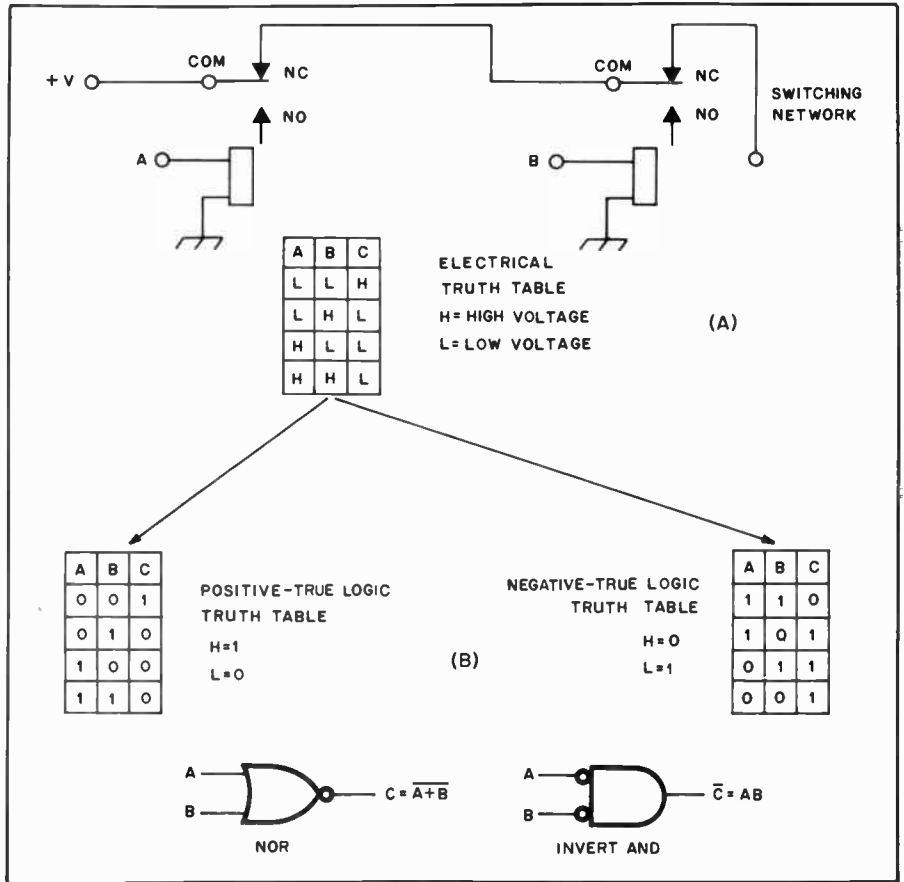 COM
+V
NC
COM
NC
SWITCHING
NETWORK
NO
NO
A
B
A B C
L L H
L H L
H L L
H H L
ELECTRICAL
TRUTH TABLE
H=HIGH VOLTAGE
L=LOW VOLTAGE
(A)
A B C
0 0 1
0 1 0
1 0 0
1 1 0
POSITIVE-TRUE LOGIC
TRUTH TABLE
H=1
L=0
(B)
NEGATIVE-TRUE LOGIC
TRUTH TABLE
H=0
L=1
A B C
1 1 0
1 0 1
0 1 1
0 0 1
A
B
C = \overline{A+B}
NOR
A
B
C̅ = AB
INVERT AND